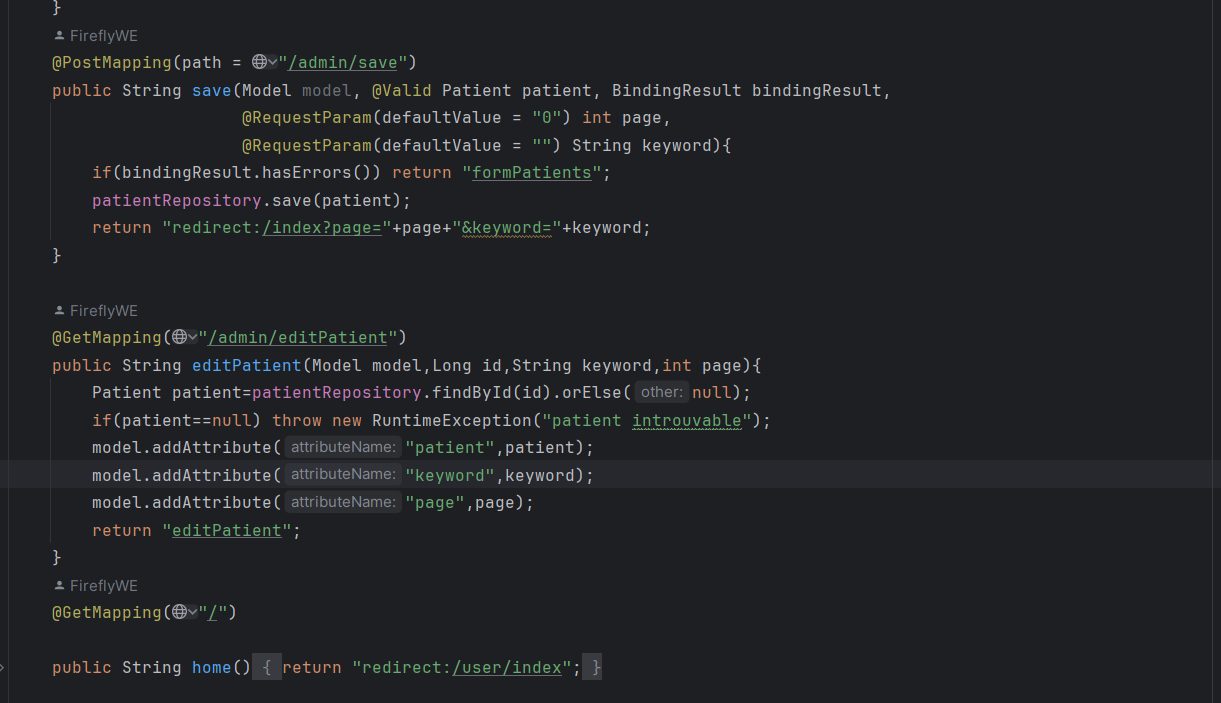 }
FireflyWE
@PostMapping(path = "/admin/save")
public String save(Model model, @Valid Patient patient, BindingResult bindingResult,
@RequestParam(defaultValue = "0") int page,
@RequestParam(defaultValue = "") String keyword){
if(bindingResult.hasErrors()) return "formPatients";
patientRepository.save(patient);
return "redirect:/index?page="+page+"&keyword="+keyword;
}
FireflyWE
@GetMapping("/admin/editPatient")
public String editPatient(Model model,Long id,String keyword,int page){
Patient patient=patientRepository.findById(id).orElse( other: null);
if(patient==null) throw new RuntimeException("patient introuvable");
model.addAttribute( attributeName: "patient",patient);
model.addAttribute( attributeName: "keyword",keyword);
model.addAttribute( attributeName: "page",page);
return "editPatient";
}
FireflyWE
@GetMapping("/")
public String home() { return "redirect:/user/index"; }